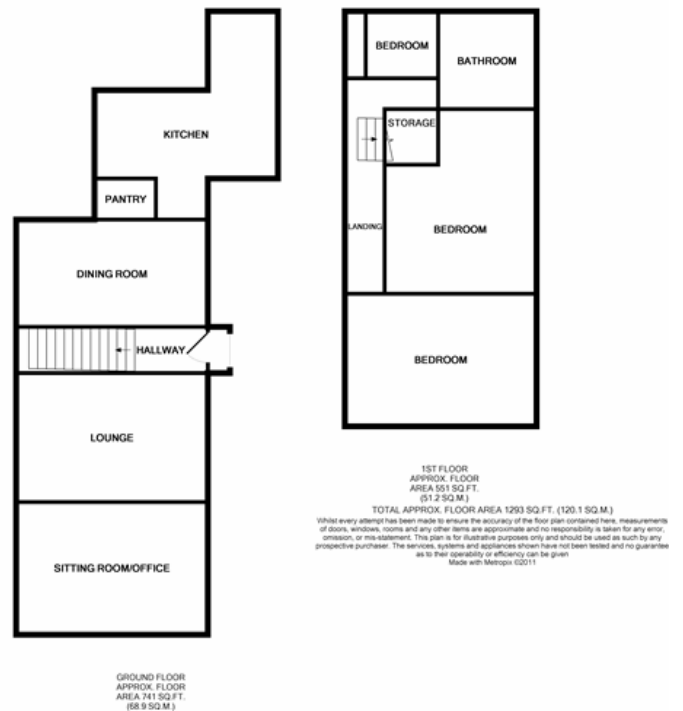 KITCHEN
PANTRY
DINING ROOM
HALLWAY
LOUNGE
SITTING ROOM/OFFICE
GROUND FLOOR
APPROX. FLOOR
AREA 741 SQ.FT.
(68.9 SQ.M.)
BEDROOM
BATHROOM
STORAGE
LANDING
BEDROOM
BEDROOM
1ST FLOOR
APPROX. FLOOR
AREA 551 SQ.FT.
(51.2 SQ.M.)
TOTAL APPROX. FLOOR AREA 1293 SQ.FT. (120.1 SQ.M.)
Whilst every attempt has been made to ensure the accuracy of the floor plan contained here, measurements
of doors, windows, rooms and any other items are approximate and no responsibility is taken for any error,
omission, or mis-statement. This plan is for illustrative purposes only and should be used as such by any
prospective purchaser. The services, systems and appliances shown have not been tested and no guarantee
as to their operability or efficiency can be given
Made with Metropix ©2011